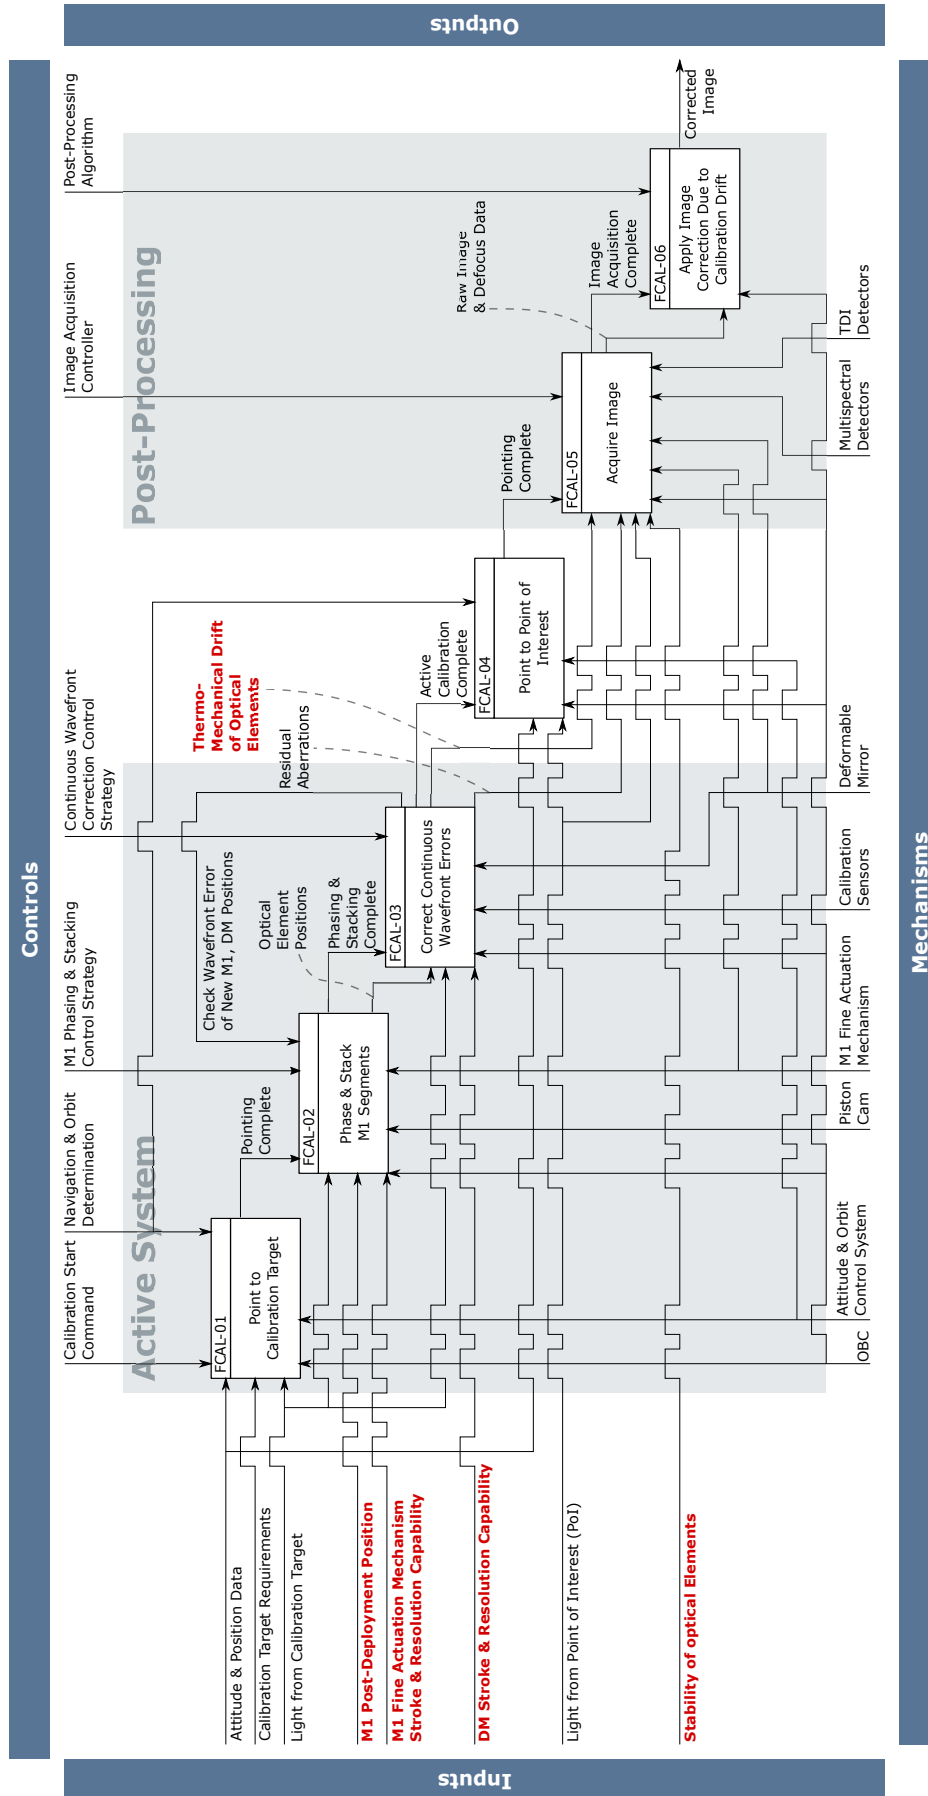 Controls
Calibration Start
Command
Navigation & Orbit
Determination
M1 Phasing & Stacking
Control Strategy
Continuous Wavefront
Correction Control
Strategy
Image Acquisition
Controller
Post-Processing
Algorithm
Active System
Post-Processing
Inputs
Attitude & Position Data
Calibration Target Requirements
Light from Calibration Target
M1 Post-Deployment Position
M1 Fine Actuation Mechanism
Stroke & Resolution Capability
DM Stroke & Resolution Capability
Light from Point of Interest (PoI)
Stability of optical Elements
FCAL-01
Point to
Calibration Target
Pointing
Complete
FCAL-02
Phase & Stack
M1 Segments
Check Wavefront Error
of New M1, DM Positions
Optical
Element
Positions
Phasing &
Stacking
Complete
FCAL-03
Correct Continuous
Wavefront Errors
Residual
Aberrations
Thermo-
Mechanical Drift
of Optical
Elements
Active
Calibration
Complete
FCAL-04
Point to Point of
Interest
Pointing
Complete
FCAL-05
Acquire Image
Raw Image
& Defocus Data
Image
Acquisition
Complete
FCAL-06
Apply Image
Correction Due to
Calibration Drift
Corrected
Image
Outputs
OBC
Attitude & Orbit
Control System
Piston
Cam
M1 Fine Actuation
Mechanism
Calibration
Sensors
Deformable
Mirror
Multispectral
Detectors
TDI
Detectors
Mechanisms